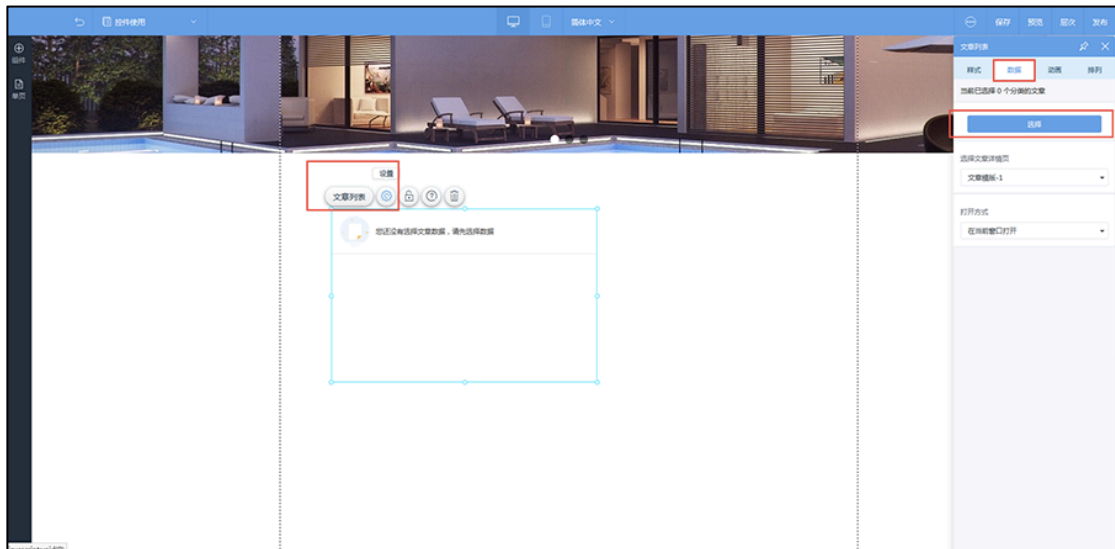 控件使用
简体中文
保存
预览
层次
发布
组件
单页
文章列表
样式
数据
动画
排列
当前已选择 0 个分类的文章
选择
选择文章详情页
文章模板-1
打开方式
在当前窗口打开
设置
文章列表
您还没有选择文章数据，请先选择数据